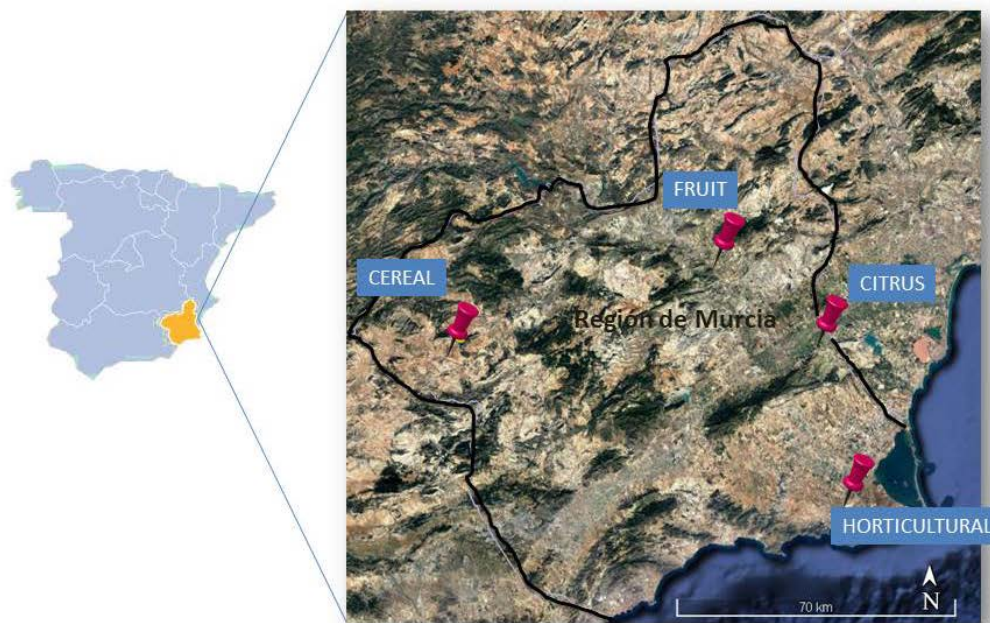 FRUIT
CEREAL
CITRUS
Región de Murcia
HORTICULTURAL
N
70 km